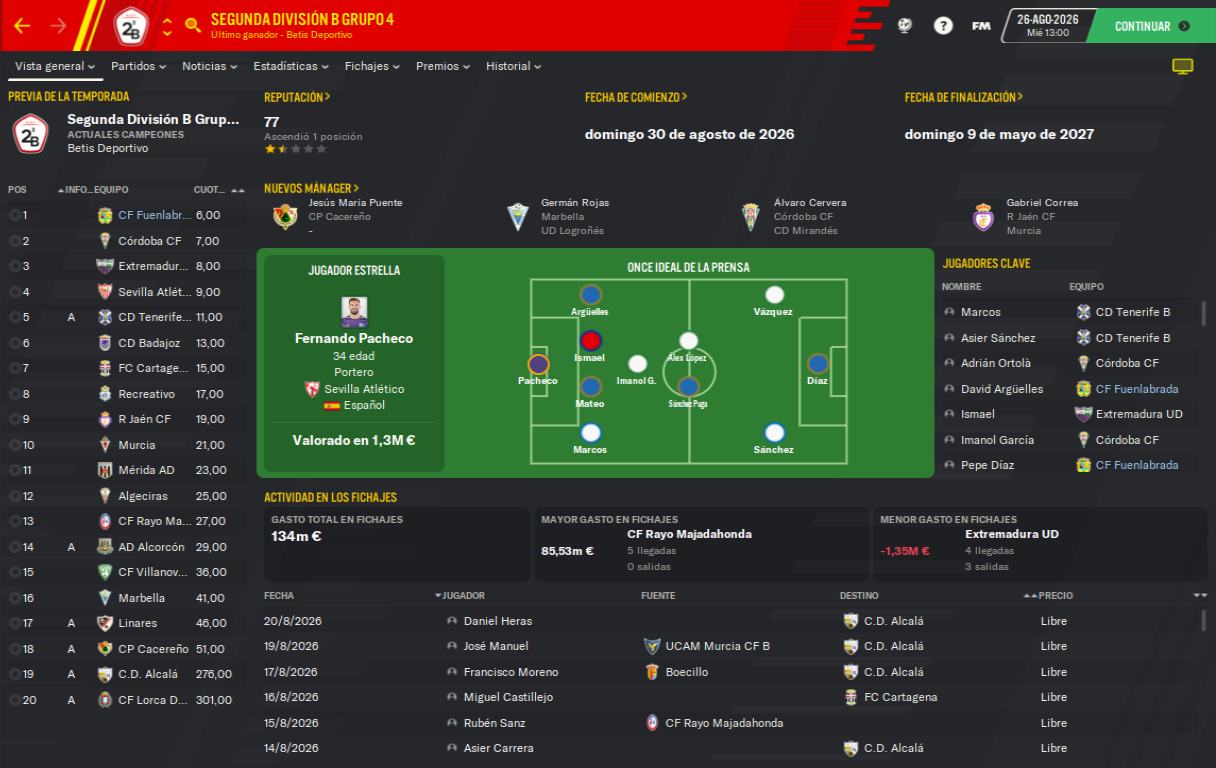 SEGUNDA DIVISIÓN B GRUPO 4
Último ganador - Betis Deportivo
2ªB
?
FM
26-AGO-2026
Mié 13:00
CONTINUAR
Vista general
Partidos
Noticias
Estadísticas
Fichajes
Premios
Historial
PREVIA DE LA TEMPORADA
2ªB
Segunda División B Grup...
ACTUALES CAMPEONES
Betis Deportivo
REPUTACIÓN >
77
Ascendió 1 posición
FECHA DE COMIENZO >
domingo 30 de agosto de 2026
FECHA DE FINALIZACIÓN >
domingo 9 de mayo de 2027
POS INFO... EQUIPO CUOT...
1 CF Fuenlabr... 6,00
2 Córdoba CF 7,00
3 Extremadur... 8,00
4 Sevilla Atlét... 9,00
5 A CD Tenerife... 11,00
6 CD Badajoz 13,00
7 FC Cartage... 15,00
8 Recreativo 17,00
9 R Jaén CF 19,00
10 Murcia 21,00
11 Mérida AD 23,00
12 Algeciras 25,00
13 CF Rayo Ma... 27,00
14 A AD Alcorcón 29,00
15 CF Villanov... 36,00
16 Marbella 41,00
17 A Linares 46,00
18 A CP Cacereño 51,00
19 A C.D. Alcalá 276,00
20 A CF Lorca D... 301,00
NUEVOS MÁNAGER >
Jesús María Puente
CP Cacereño
-
Germán Rojas
Marbella
UD Logroñés
Álvaro Cervera
Córdoba CF
CD Mirandés
Gabriel Correa
R Jaén CF
Murcia
JUGADOR ESTRELLA
Fernando Pacheco
34 edad
Portero
Sevilla Atlético
Español
Valorado en 1,3M €
ONCE IDEAL DE LA PRENSA
Argüelles
Vázquez
Ismael
Álex López
Pacheco
Imanol G.
Díaz
Mateo
Sánchez Puga
Marcos
Sánchez
JUGADORES CLAVE
NOMBRE EQUIPO
Marcos CD Tenerife B
Asier Sánchez CD Tenerife B
Adrián Ortolà Córdoba CF
David Argüelles CF Fuenlabrada
Ismael Extremadura UD
Imanol García Córdoba CF
Pepe Díaz CF Fuenlabrada
ACTIVIDAD EN LOS FICHAJES
GASTO TOTAL EN FICHAJES
134m €
MAYOR GASTO EN FICHAJES
85,53m €
CF Rayo Majadahonda
5 llegadas
0 salidas
MENOR GASTO EN FICHAJES
-1,35M €
Extremadura UD
4 llegadas
3 salidas
FECHA JUGADOR FUENTE DESTINO PRECIO
20/8/2026 Daniel Heras C.D. Alcalá Libre
19/8/2026 José Manuel UCAM Murcia CF B C.D. Alcalá Libre
17/8/2026 Francisco Moreno Boecillo C.D. Alcalá Libre
16/8/2026 Miguel Castillejo FC Cartagena Libre
15/8/2026 Rubén Sanz CF Rayo Majadahonda Libre
14/8/2026 Asier Carrera C.D. Alcalá Libre